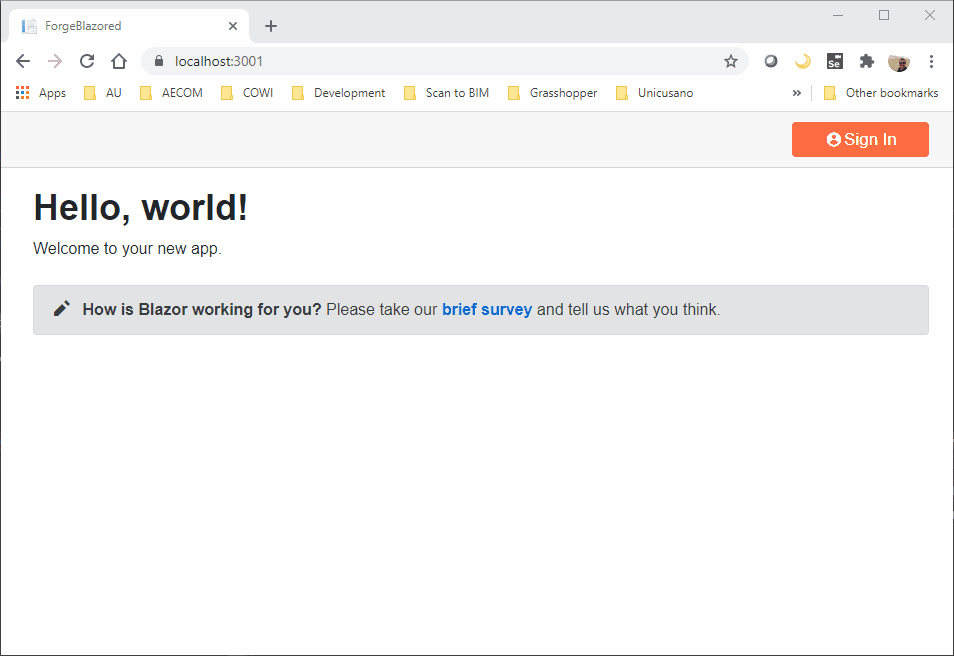 ForgeBlazored
localhost:3001
Se
Apps AU AECOM COWI Development Scan to BIM Grasshopper Unicusano » Other bookmarks
Sign In
Hello, world!
Welcome to your new app.
How is Blazor working for you? Please take our brief survey and tell us what you think.